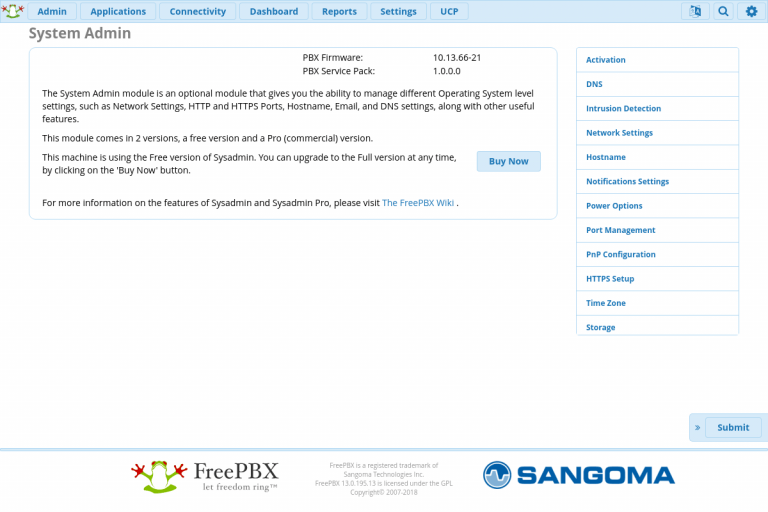 Admin Applications Connectivity Dashboard Reports Settings UCP
System Admin
PBX Firmware: 10.13.66-21
PBX Service Pack: 1.0.0.0
The System Admin module is an optional module that gives you the ability to manage different Operating System level
settings, such as Network Settings, HTTP and HTTPS Ports, Hostname, Email, and DNS settings, along with other useful
features.
This module comes in 2 versions, a free version and a Pro (commercial) version.
This machine is using the Free version of Sysadmin. You can upgrade to the Full version at any time,
by clicking on the 'Buy Now' button.
Buy Now
For more information on the features of Sysadmin and Sysadmin Pro, please visit The FreePBX Wiki .
Activation
DNS
Intrusion Detection
Network Settings
Hostname
Notifications Settings
Power Options
Port Management
PnP Configuration
HTTPS Setup
Time Zone
Storage
» Submit
FreePBX
let freedom ring™
FreePBX is a registered trademark of
Sangoma Technologies Inc.
FreePBX 13.0.195.13 is licensed under the GPL
Copyright© 2007-2018
SANGOMA